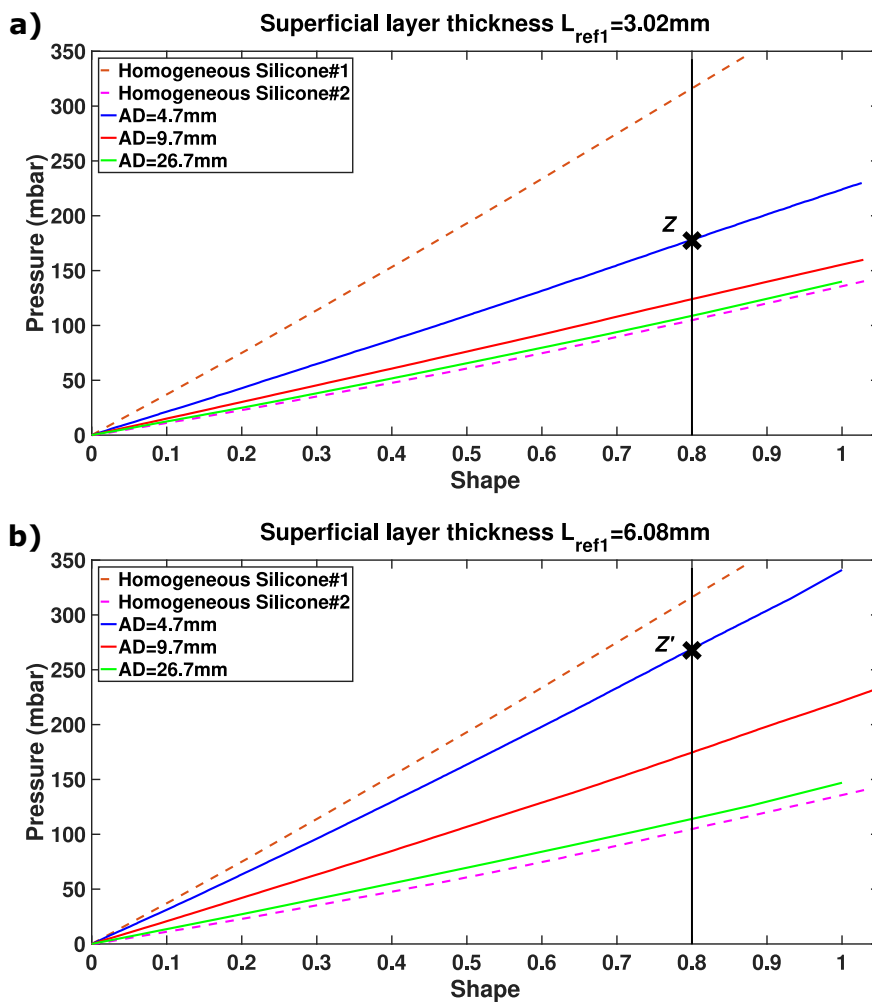 a)
Superficial layer thickness L_ref1=3.02mm
350
300
250
200
150
100
50
0
Pressure (mbar)
Homogeneous Silicone#1
Homogeneous Silicone#2
AD=4.7mm
AD=9.7mm
AD=26.7mm
Z
0 0.1 0.2 0.3 0.4 0.5 0.6 0.7 0.8 0.9 1
Shape
b)
Superficial layer thickness L_ref1=6.08mm
350
300
250
200
150
100
50
0
Pressure (mbar)
Homogeneous Silicone#1
Homogeneous Silicone#2
AD=4.7mm
AD=9.7mm
AD=26.7mm
Z'
0 0.1 0.2 0.3 0.4 0.5 0.6 0.7 0.8 0.9 1
Shape